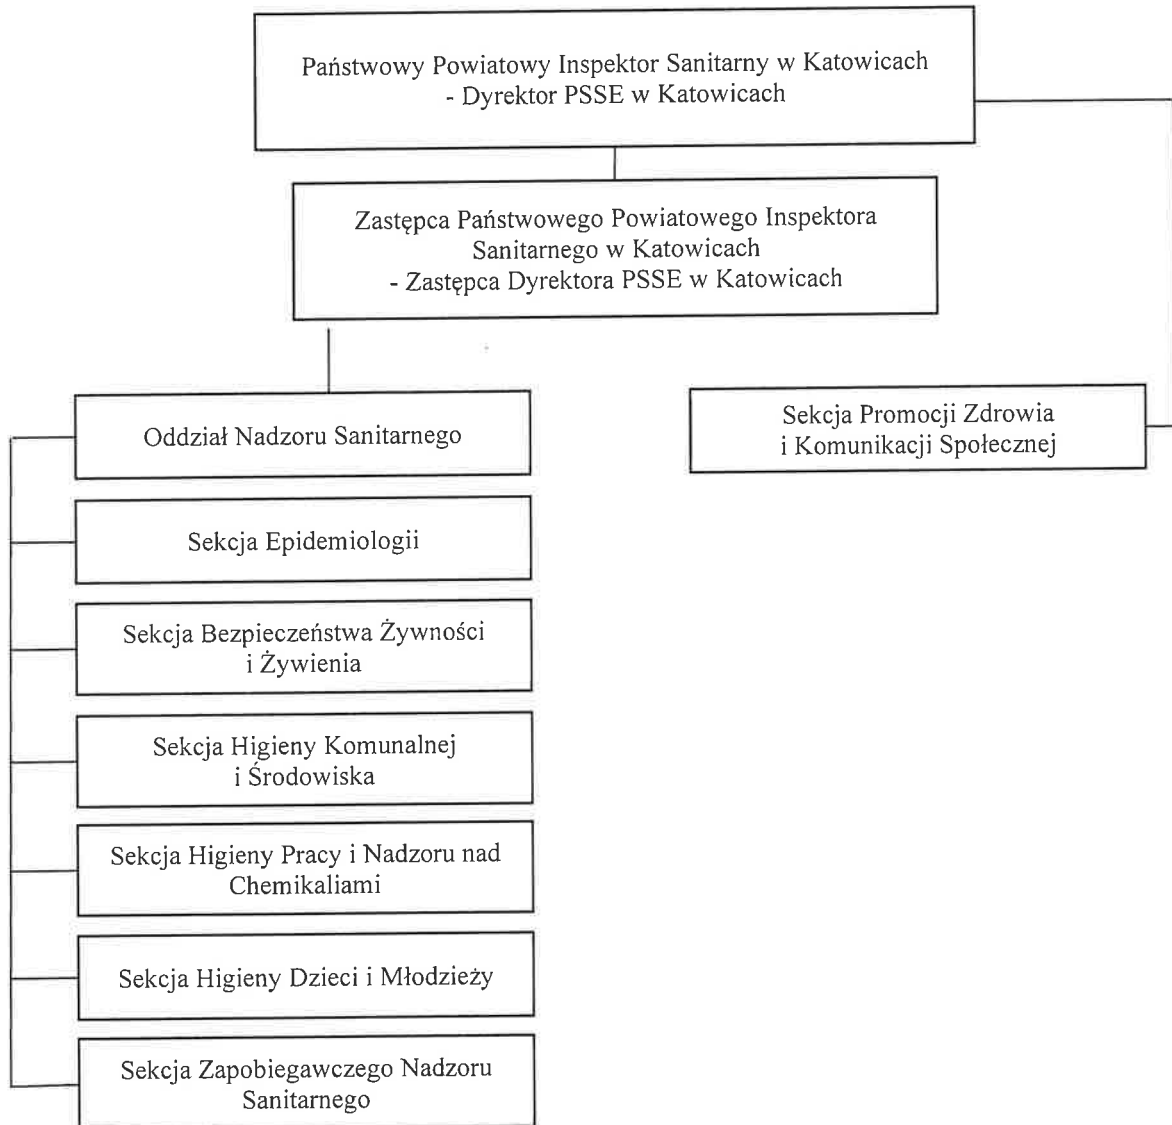 Państwowy Powiatowy Inspektor Sanitarny w Katowicach
- Dyrektor PSSE w Katowicach
Zastępca Państwowego Powiatowego Inspektora
Sanitarnego w Katowicach
- Zastępca Dyrektora PSSE w Katowicach
Oddział Nadzoru Sanitarnego
Sekcja Promocji Zdrowia
i Komunikacji Społecznej
Sekcja Epidemiologii
Sekcja Bezpieczeństwa Żywności
i Żywienia
Sekcja Higieny Komunalnej
i Środowiska
Sekcja Higieny Pracy i Nadzoru nad
Chemikaliami
Sekcja Higieny Dzieci i Młodzieży
Sekcja Zapobiegawczego Nadzoru
Sanitarnego